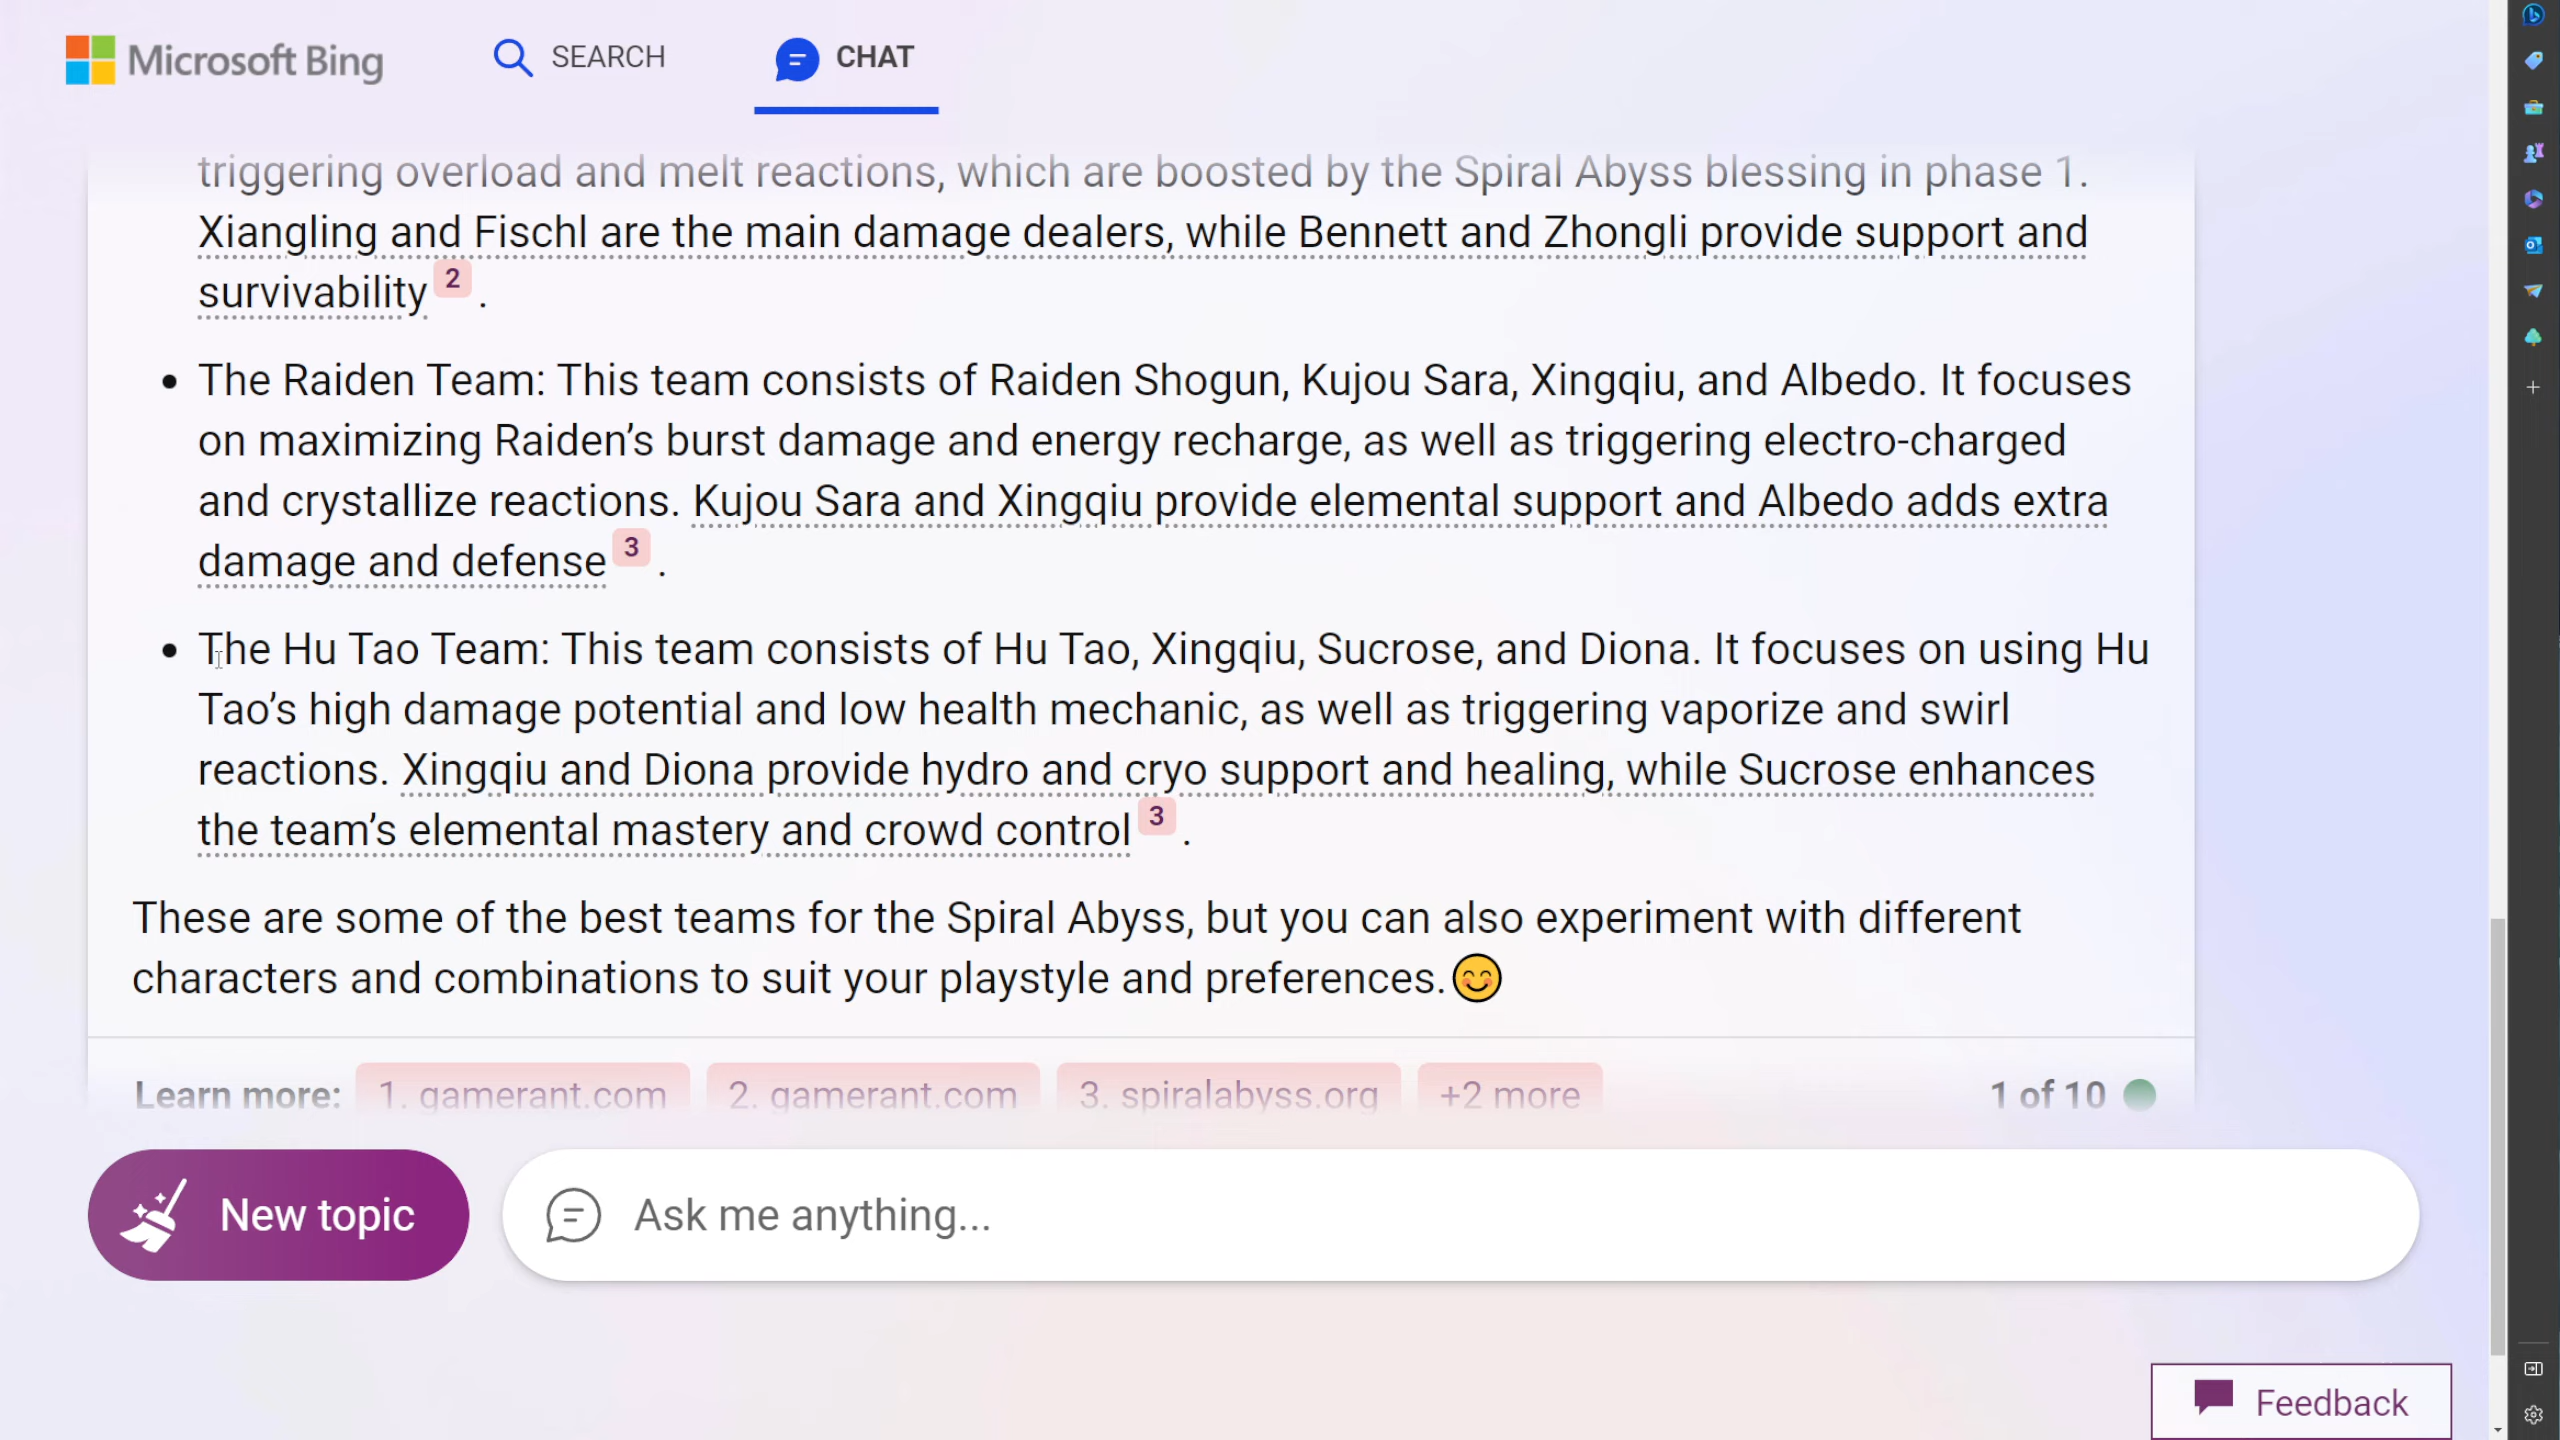 Microsoft Bing
SEARCH
CHAT
triggering overload and melt reactions, which are boosted by the Spiral Abyss blessing in phase 1.
Xiangling and Fischl are the main damage dealers, while Bennett and Zhongli provide support and
survivability 2 .
• The Raiden Team: This team consists of Raiden Shogun, Kujou Sara, Xingqiu, and Albedo. It focuses
on maximizing Raiden’s burst damage and energy recharge, as well as triggering electro-charged
and crystallize reactions. Kujou Sara and Xingqiu provide elemental support and Albedo adds extra
damage and defense 3 .
• The Hu Tao Team: This team consists of Hu Tao, Xingqiu, Sucrose, and Diona. It focuses on using Hu
Tao’s high damage potential and low health mechanic, as well as triggering vaporize and swirl
reactions. Xingqiu and Diona provide hydro and cryo support and healing, while Sucrose enhances
the team’s elemental mastery and crowd control 3 .
These are some of the best teams for the Spiral Abyss, but you can also experiment with different
characters and combinations to suit your playstyle and preferences.😊
Learn more: 1. gamerant.com 2. gamerant.com 3. spiralabyss.org +2 more 1 of 10
New topic
Ask me anything...
Feedback